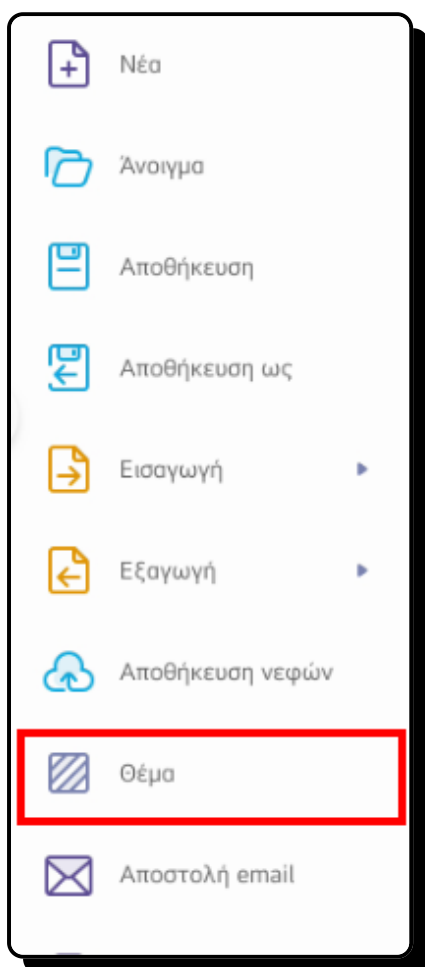 Νέα
Άνοιγμα
Αποθήκευση
Αποθήκευση ως
Εισαγωγή
Εξαγωγή
Αποθήκευση νεφών
Θέμα
Αποστολή email